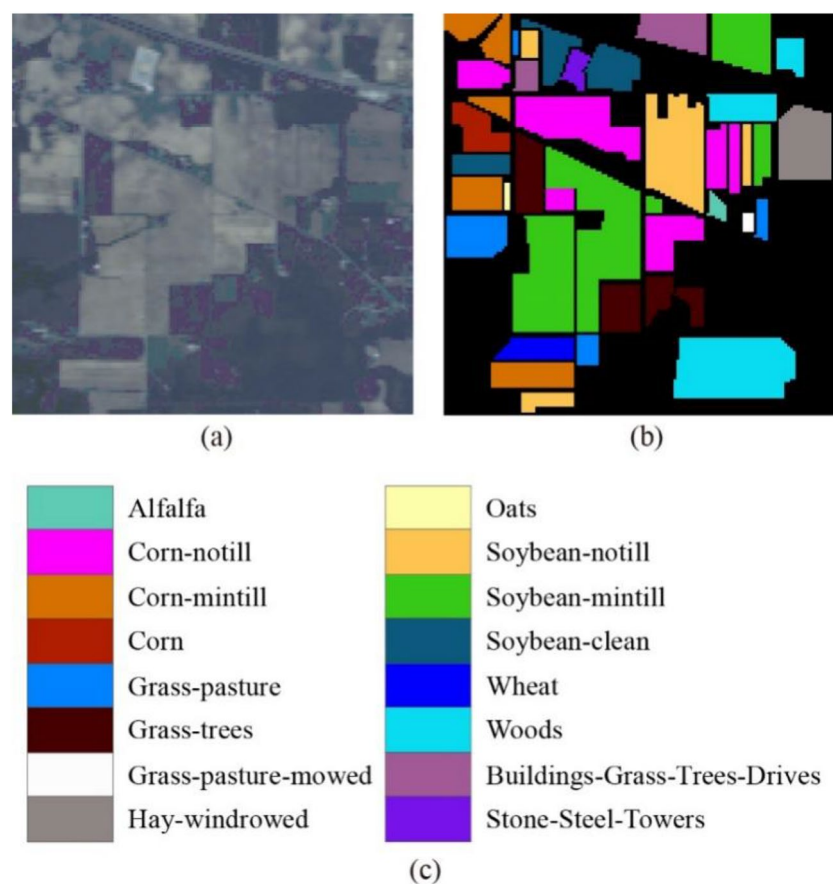 (a)
(b)
Alfalfa
Oats
Corn-notill
Soybean-notill
Corn-mintill
Soybean-mintill
Corn
Soybean-clean
Grass-pasture
Wheat
Grass-trees
Woods
Grass-pasture-mowed
Buildings-Grass-Trees-Drives
Hay-windrowed
Stone-Steel-Towers
(c)